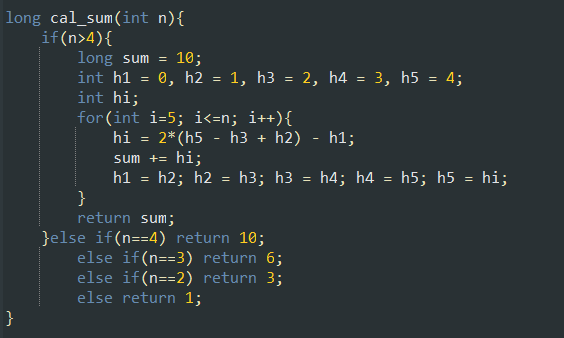 long cal_sum(int n){
    if(n>4){
        long sum = 10;
        int h1 = 0, h2 = 1, h3 = 2, h4 = 3, h5 = 4;
        int hi;
        for(int i=5; i<=n; i++){
            hi = 2*(h5 - h3 + h2) - h1;
            sum += hi;
            h1 = h2; h2 = h3; h3 = h4; h4 = h5; h5 = hi;
        }
        return sum;
    }else if(n==4) return 10;
        else if(n==3) return 6;
        else if(n==2) return 3;
        else return 1;
}